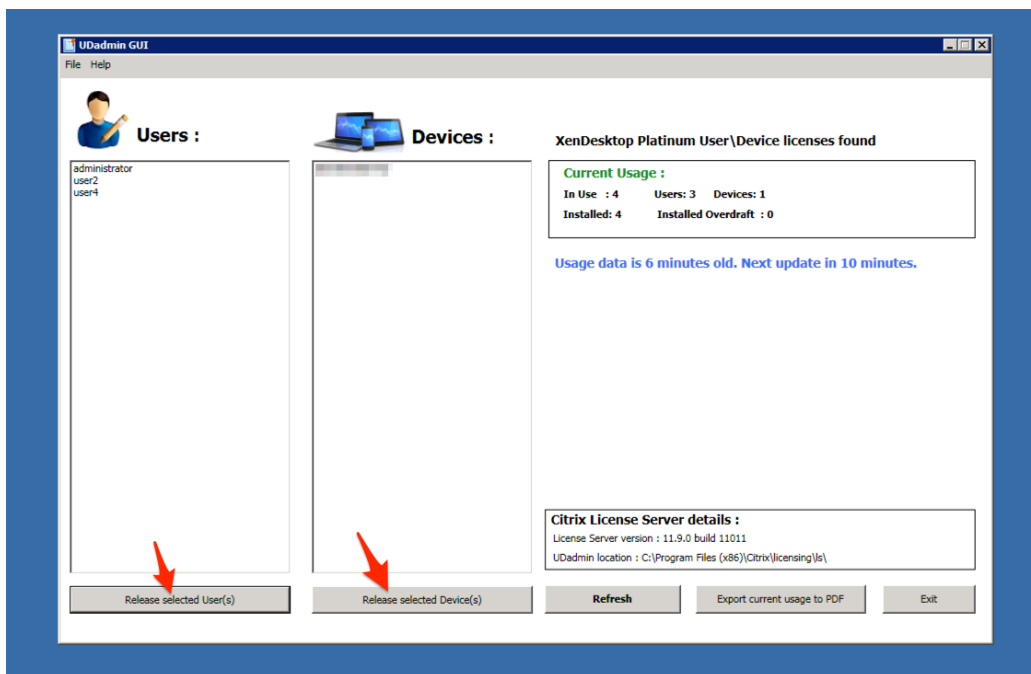 UDadmin GUI
File Help
Users :
Devices :
administrator
user2
user4
XenDesktop Platinum User\Device licenses found
Current Usage :
In Use : 4 Users: 3 Devices: 1
Installed: 4 Installed Overdraft : 0
Usage data is 6 minutes old. Next update in 10 minutes.
Citrix License Server details :
License Server version : 11.9.0 build 11011
UDadmin location : C:\Program Files (x86)\Citrix\licensing\ls\
Release selected User(s)
Release selected Device(s)
Refresh
Export current usage to PDF
Exit